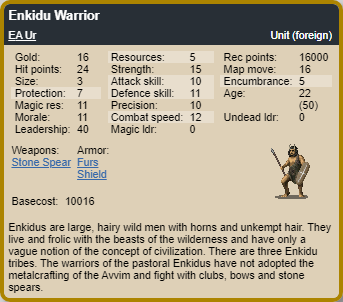 Enkidu Warrior
EA Ur Unit (foreign)
Gold: 16 Resources: 5 Rec points: 16000
Hit points: 24 Strength: 15 Map move: 16
Size: 3 Attack skill: 10 Encumbrance: 5
Protection: 7 Defence skill: 11 Age: 22
Magic res: 11 Precision: 10 (50)
Morale: 11 Combat speed: 12 Undead ldr: 0
Leadership: 40 Magic ldr: 0
Weapons: Armor:
Stone Spear Furs
Shield
Basecost: 10016
Enkidus are large, hairy wild men with horns and unkempt hair. They
live and frolic with the beasts of the wilderness and have only a
vague notion of the concept of civilization. There are three Enkidu
tribes. The warriors of the pastoral Enkidus have not adopted the
metalcrafting of the Avvim and fight with clubs, bows and stone
spears.